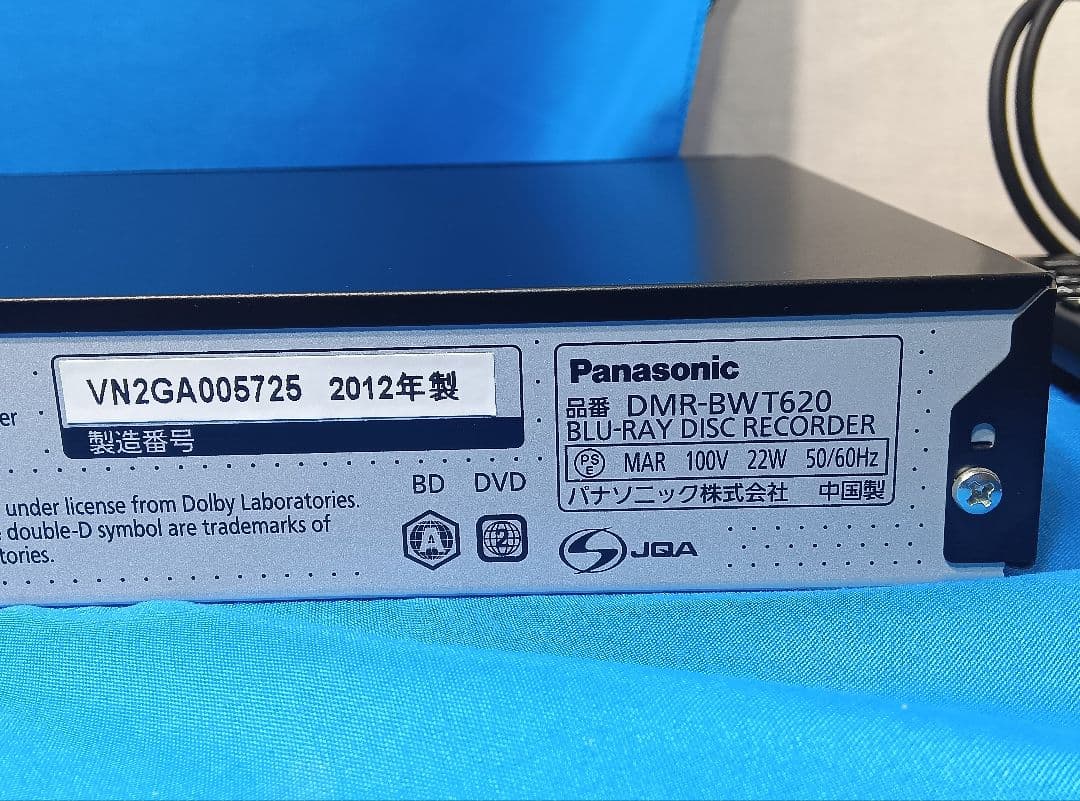 er
VN2GA005725 2012年製
製造番号
under license from Dolby Laboratories.
double-D symbol are trademarks of
tories.
BD DVD
A
2
Panasonic
品番 DMR-BWT620
BLU-RAY DISC RECORDER
PS
E MAR 100V 22W 50/60Hz
パナソニック株式会社 中国製
JQA